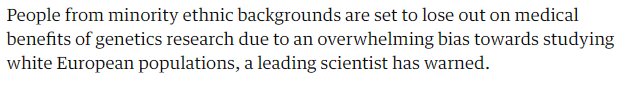 People from minority ethnic backgrounds are set to lose out on medical
benefits of genetics research due to an overwhelming bias towards studying
white European populations, a leading scientist has warned.